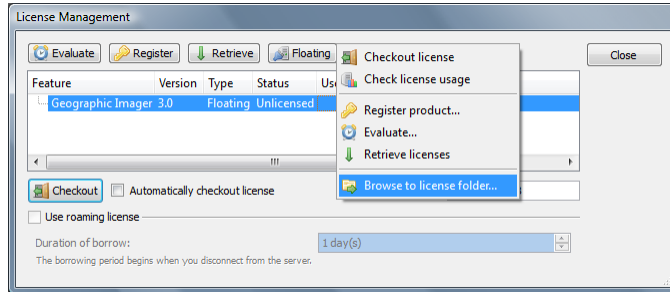 License Management
Evaluate Register Retrieve Floating Close
Checkout license
Check license usage
Register product...
Evaluate...
Retrieve licenses
Browse to license folder...
Feature Version Type Status
Geographic Imager 3.0 Floating Unlicensed
Checkout Automatically checkout license
Use roaming license
Duration of borrow: 1 day(s)
The borrowing period begins when you disconnect from the server.